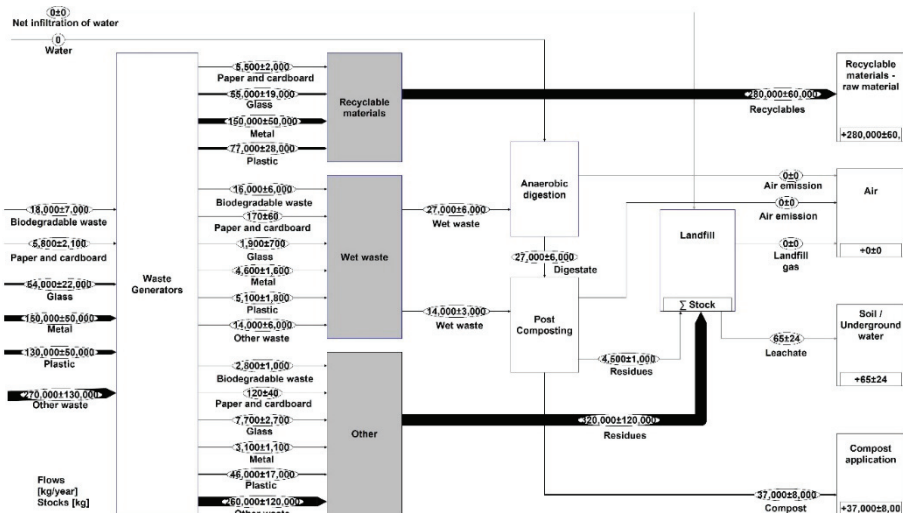 0±0
Net infiltration of water
0
Water
5,500±2,000
Paper and cardboard
55,000±19,000
Glass
150,000±50,000
Metal
77,000±28,000
Plastic
Recyclable
materials
280,000±60,000
Recyclables
Recyclable
materials -
raw material
+280,000±60,
18,000±7,000
Biodegradable waste
5,800±2,100
Paper and cardboard
64,000±22,000
Glass
150,000±50,000
Metal
130,000±50,000
Plastic
270,000±130,000
Other waste
Waste
Generators
16,000±6,000
Biodegradable waste
170±60
Paper and cardboard
1,900±700
Glass
4,600±1,600
Metal
5,100±1,800
Plastic
14,000±6,000
Other waste
Wet waste
27,000±6,000
Wet waste
14,000±3,000
Wet waste
Anaerobic
digestion
27,000±6,000
Digestate
Post
Composting
0±0
Air emission
0±0
Air emission
0±0
Landfill
gas
Air
+0±0
Landfill
∑ Stock
65±24
Leachate
Soil /
Underground
water
+65±24
4,500±1,000
Residues
2,800±1,000
Biodegradable waste
120±40
Paper and cardboard
7,700±2,700
Glass
3,100±1,100
Metal
46,000±17,000
Plastic
260,000±120,000
Other waste
Other
320,000±120,000
Residues
37,000±8,000
Compost
Compost
application
+37,000±8,00
Flows
[kg/year]
Stocks [kg]